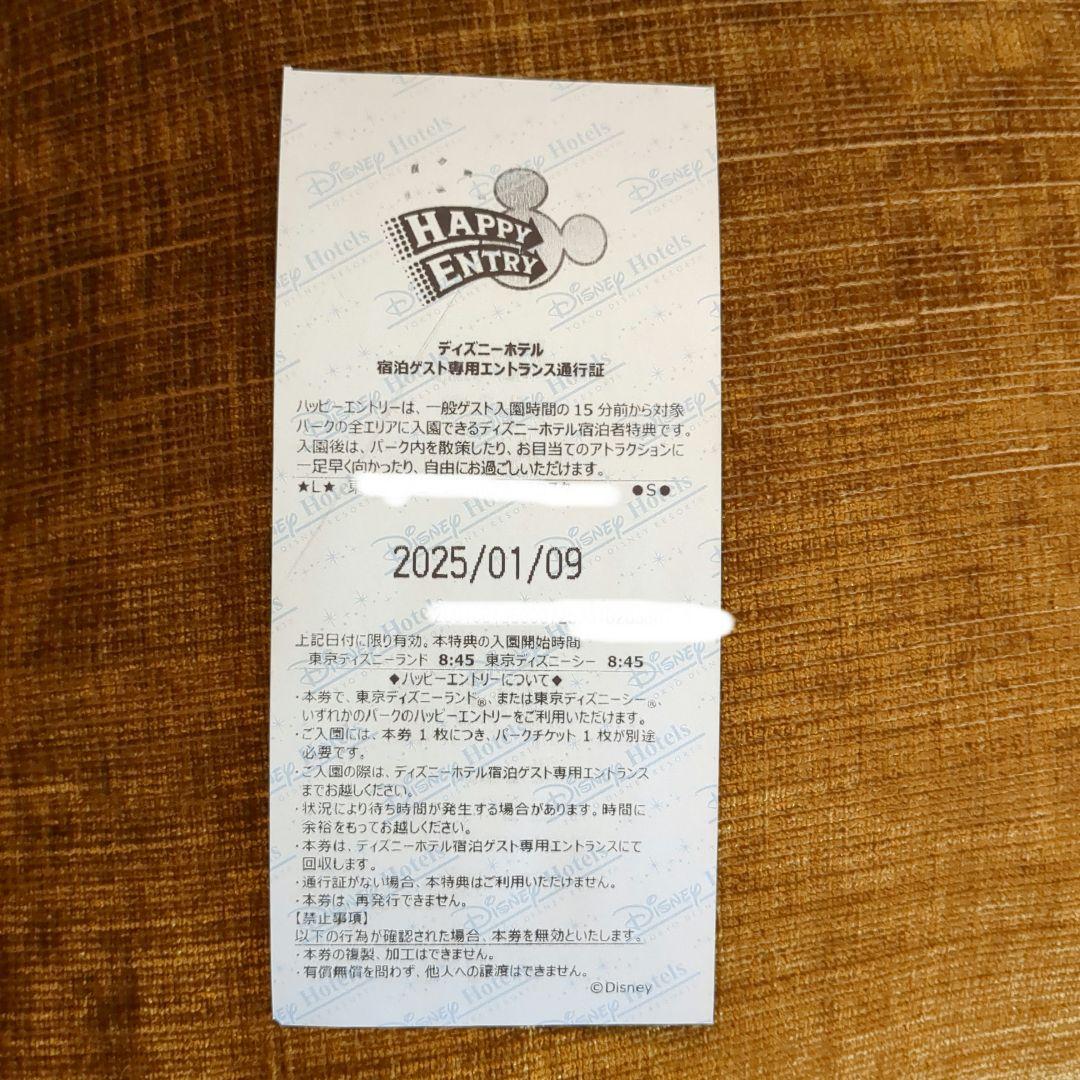 HAPPY
ENTRY
ディズニーホテル
宿泊ゲスト専用エントランス通行証
ハッピーエントリーは、一般ゲスト入園時間の 15 分前から対象
パークの全エリアに入園できるディズニーホテル宿泊者特典です。
入園後は、パーク内を散策したり、お目当てのアトラクションに
一足早く向かったり、自由にお過ごしいただけます。
★L★ ●S●
2025/01/09
上記日付に限り有効。本特典の入園開始時間
東京ディズニーランド 8:45 東京ディズニーシー 8:45
◆ハッピーエントリーについて◆
・本券で、東京ディズニーランド®、または東京ディズニーシー®、
いずれかのパークのハッピーエントリーをご利用いただけます。
・ご入園には、本券 1 枚につき、パークチケット 1 枚が別途
必要です。
・ご入園の際は、ディズニーホテル宿泊ゲスト専用エントランス
までお越しください。
・状況により待ち時間が発生する場合があります。時間に
余裕をもってお越しください。
・本券は、ディズニーホテル宿泊ゲスト専用エントランスにて
回収します。
・通行証がない場合、本特典はご利用いただけません。
・本券は、再発行できません。
【禁止事項】
以下の行為が確認された場合、本券を無効といたします。
・本券の複製、加工はできません。
・有償無償を問わず、他人への譲渡はできません。
©Disney